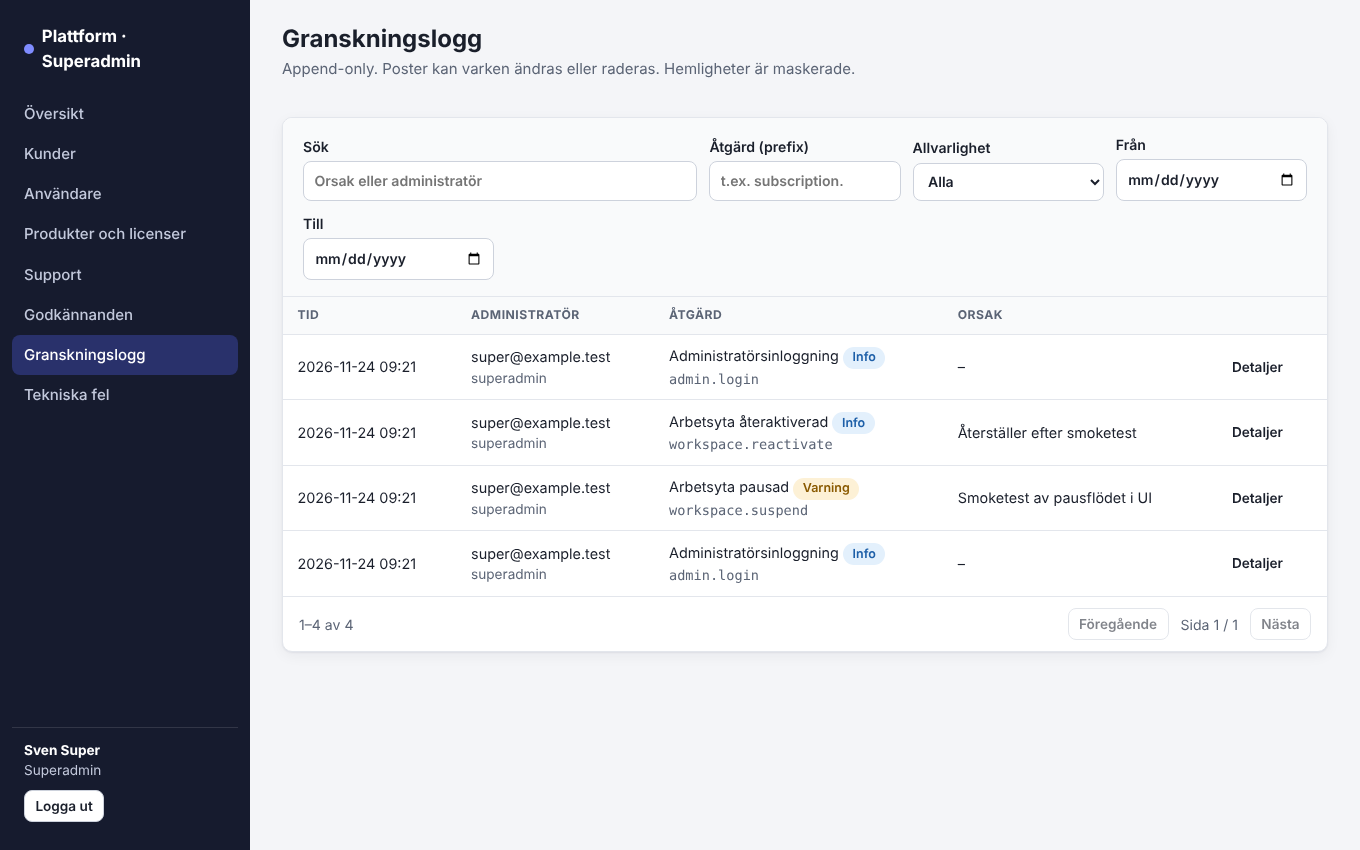 Plattform ·
Superadmin
Översikt
Kunder
Användare
Produkter och licenser
Support
Godkännanden
Granskningslogg
Tekniska fel
Sven Super
Superadmin
Logga ut
Granskningslogg
Append-only. Poster kan varken ändras eller raderas. Hemligheter är maskerade.
Sök
Orsak eller administratör
Åtgärd (prefix)
t.ex. subscription.
Allvarlighet
Alla
Från
mm/dd/yyyy
Till
mm/dd/yyyy
TID ADMINISTRATÖR ÅTGÄRD ORSAK
2026-11-24 09:21 super@example.test Administratörsinloggning Info – Detaljer
superadmin admin.login
2026-11-24 09:21 super@example.test Arbetsyta återaktiverad Info Återställer efter smoketest Detaljer
superadmin workspace.reactivate
2026-11-24 09:21 super@example.test Arbetsyta pausad Varning Smoketest av pausflödet i UI Detaljer
superadmin workspace.suspend
2026-11-24 09:21 super@example.test Administratörsinloggning Info – Detaljer
superadmin admin.login
1–4 av 4 Föregående Sida 1 / 1 Nästa